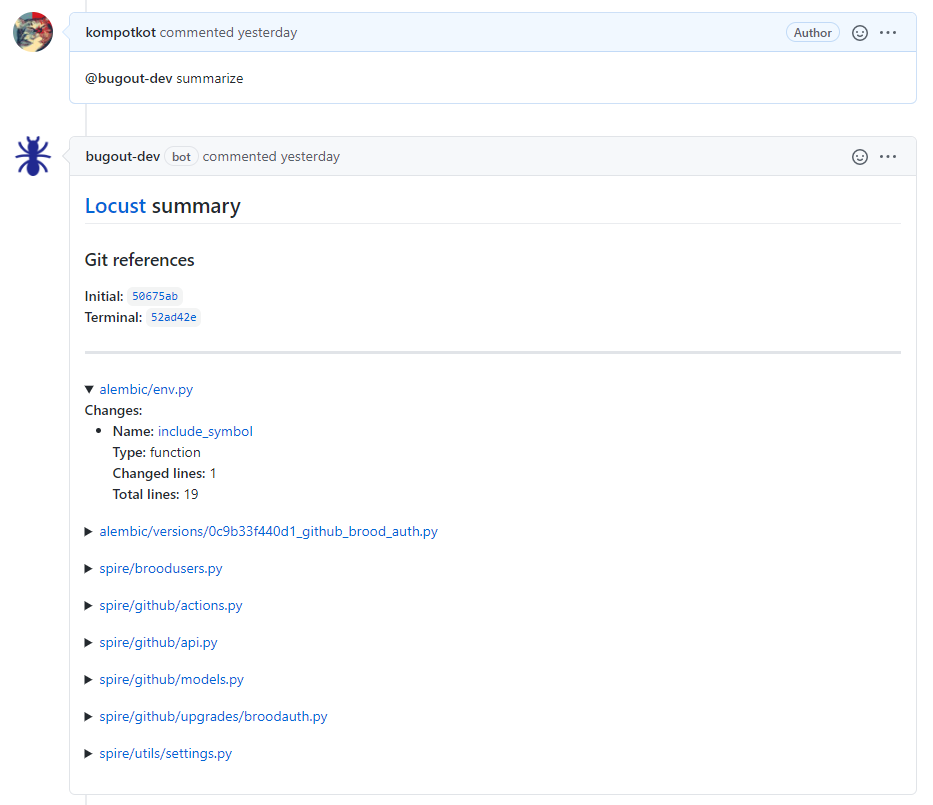 kompotkot commented yesterday
Author
@bugout-dev summarize
bugout-dev bot commented yesterday
Locust summary
Git references
Initial: 50675ab
Terminal: 52ad42e
alembic/env.py
Changes:
Name: include_symbol
Type: function
Changed lines: 1
Total lines: 19
alembic/versions/0c9b33f440d1_github_brood_auth.py
spire/broodusers.py
spire/github/actions.py
spire/github/api.py
spire/github/models.py
spire/github/upgrades/broodauth.py
spire/utils/settings.py